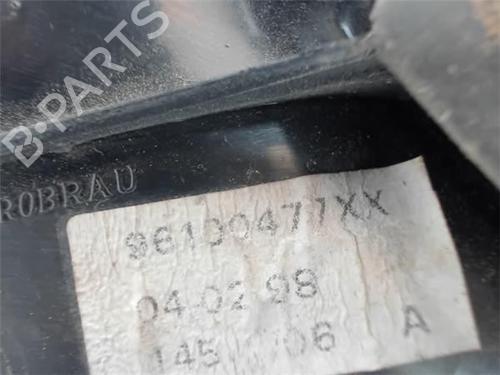 B-PARTS
ROBRAU
96100477XX
04 02 98
145 06 A